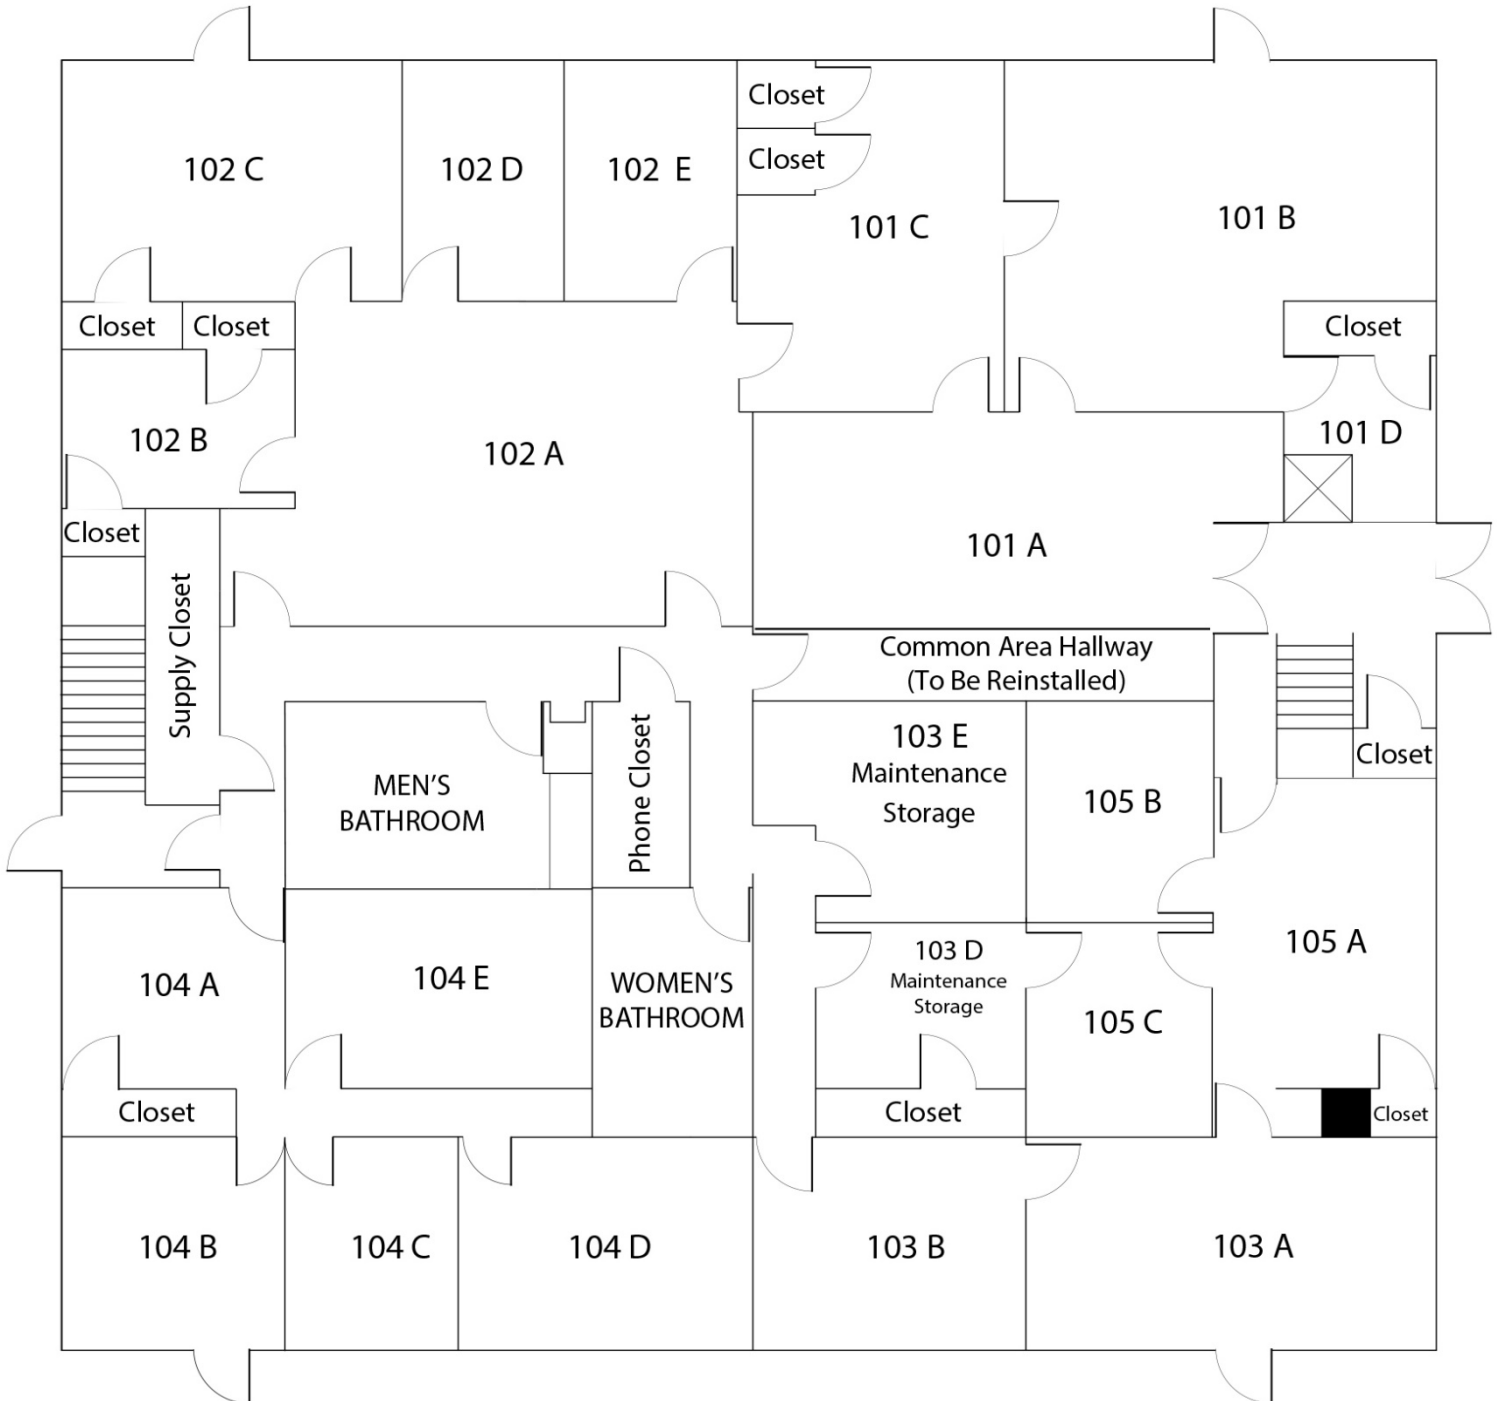 Closet
Closet
102 C
102 D
102 E
101 C
101 B
Closet
Closet
Closet
102 B
102 A
101 D
Closet
101 A
Supply Closet
Common Area Hallway
(To Be Reinstalled)
Phone Closet
103 E
Maintenance
Storage
Closet
MEN'S
BATHROOM
105 B
105 A
103 D
Maintenance
Storage
104 A
104 E
WOMEN'S
BATHROOM
105 C
Closet
Closet
Closet
104 B
104 C
104 D
103 B
103 A